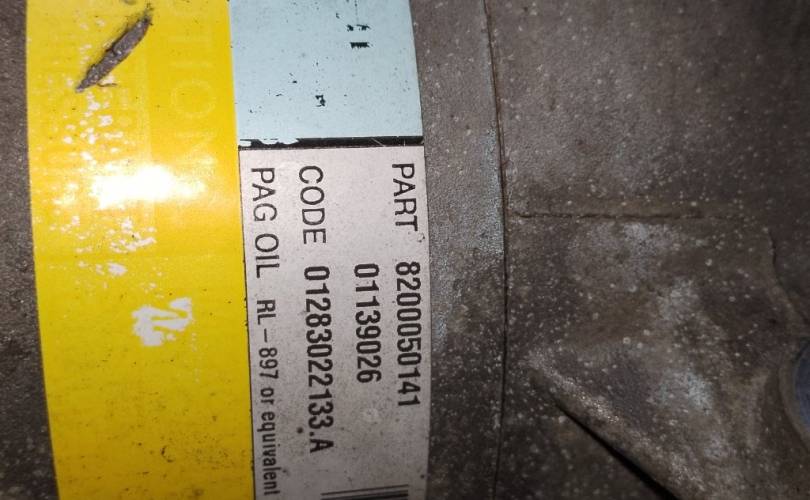 PART 8200050141
01139026
CODE 01283022133.A
PAG OIL RL-897 or equivalent